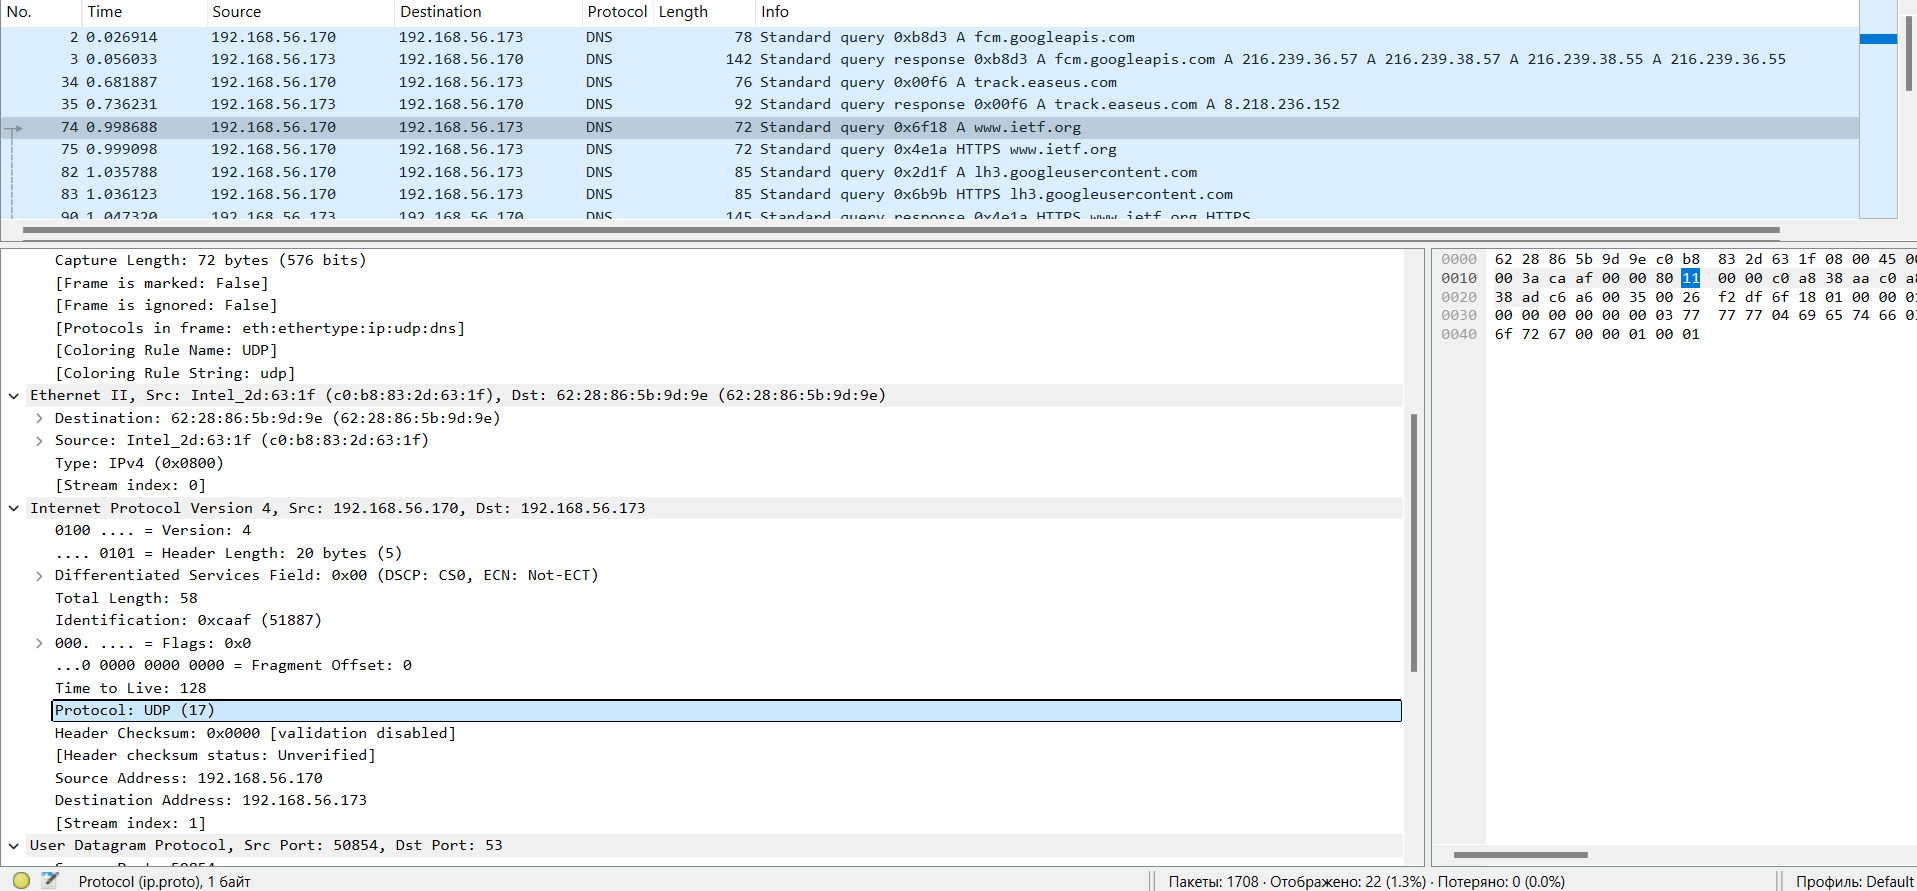 No. Time Source Destination Protocol Length Info
2 0.026914 192.168.56.170 192.168.56.173 DNS 78 Standard query 0xb8d3 A fcm.googleapis.com
3 0.056033 192.168.56.173 192.168.56.170 DNS 142 Standard query response 0xb8d3 A fcm.googleapis.com A 216.239.36.57 A 216.239.38.57 A 216.239.38.55 A 216.239.36.55
34 0.681887 192.168.56.170 192.168.56.173 DNS 76 Standard query 0x00f6 A track.easeus.com
35 0.736231 192.168.56.173 192.168.56.170 DNS 92 Standard query response 0x00f6 A track.easeus.com A 8.218.236.152
74 0.998688 192.168.56.170 192.168.56.173 DNS 72 Standard query 0x6f18 A www.ietf.org
75 0.999098 192.168.56.170 192.168.56.173 DNS 72 Standard query 0x4e1a HTTPS www.ietf.org
82 1.035788 192.168.56.170 192.168.56.173 DNS 85 Standard query 0x2d1f A lh3.googleusercontent.com
83 1.036123 192.168.56.170 192.168.56.173 DNS 85 Standard query 0x6b9b HTTPS lh3.googleusercontent.com
90 1.047320 192.168.56.173 192.168.56.170 DNS 145 Standard query response 0x4e1a HTTPS www.ietf.org HTTPS
Capture Length: 72 bytes (576 bits)
[Frame is marked: False]
[Frame is ignored: False]
[Protocols in frame: eth:ethertype:ip:udp:dns]
[Coloring Rule Name: UDP]
[Coloring Rule String: udp]
Ethernet II, Src: Intel_2d:63:1f (c0:b8:83:2d:63:1f), Dst: 62:28:86:5b:9d:9e (62:28:86:5b:9d:9e)
Destination: 62:28:86:5b:9d:9e (62:28:86:5b:9d:9e)
Source: Intel_2d:63:1f (c0:b8:83:2d:63:1f)
Type: IPv4 (0x0800)
[Stream index: 0]
Internet Protocol Version 4, Src: 192.168.56.170, Dst: 192.168.56.173
0100 .... = Version: 4
.... 0101 = Header Length: 20 bytes (5)
Differentiated Services Field: 0x00 (DSCP: CS0, ECN: Not-ECT)
Total Length: 58
Identification: 0xcaaf (51887)
000. .... = Flags: 0x0
...0 0000 0000 0000 = Fragment Offset: 0
Time to Live: 128
Protocol: UDP (17)
Header Checksum: 0x0000 [validation disabled]
[Header checksum status: Unverified]
Source Address: 192.168.56.170
Destination Address: 192.168.56.173
[Stream index: 1]
User Datagram Protocol, Src Port: 50854, Dst Port: 53
0000 62 28 86 5b 9d 9e c0 b8 83 2d 63 1f 08 00 45
0010 00 3a ca af 00 00 80 11 00 00 c0 a8 38 aa c0
0020 38 ad c6 a6 00 35 00 26 f2 df 6f 18 01 00 00
0030 00 00 00 00 00 00 03 77 77 77 04 69 65 74 66
0040 6f 72 67 00 00 01 00 01
Protocol (ip.proto), 1 байт
Пакеты: 1708 · Отображено: 22 (1.3%) · Потеряно: 0 (0.0%)
Профиль: Default